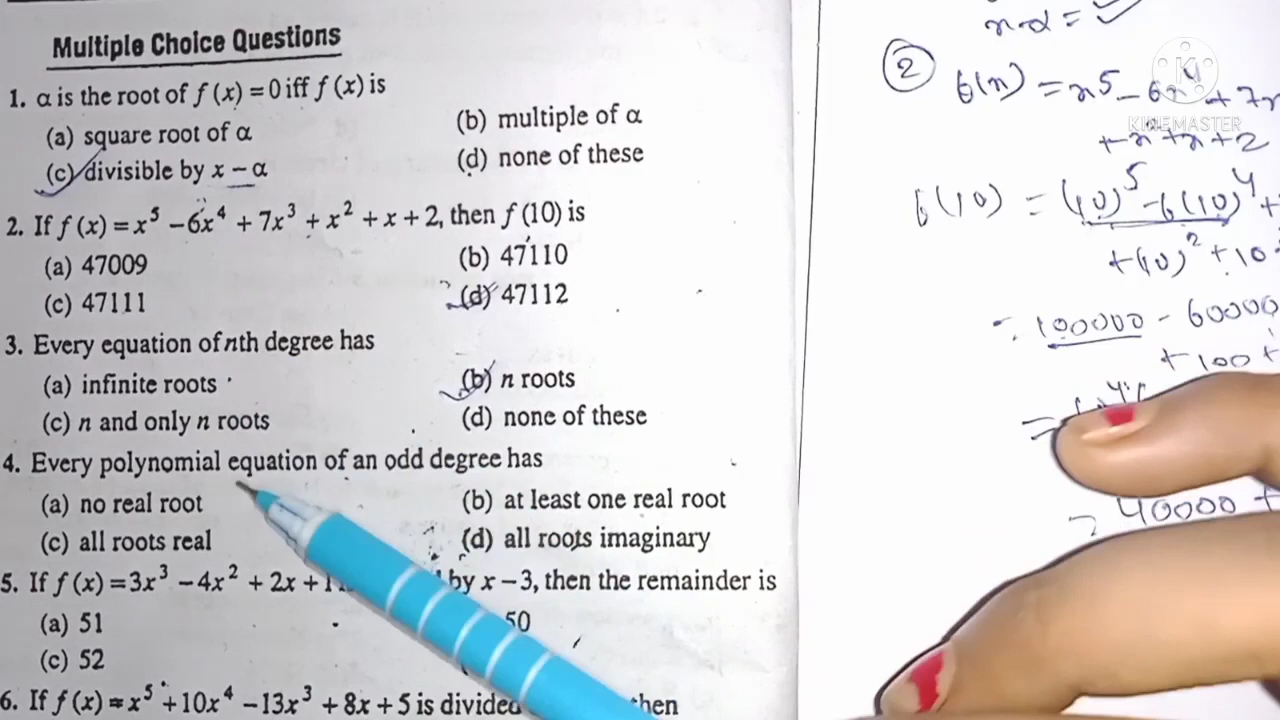 Multiple Choice Questions
1. α is the root of f (x) = 0 iff f (x) is
(a) square root of α (b) multiple of α
(c) divisible by x – α (d) none of these
2. If f (x) = x⁵ – 6x⁴ + 7x³ + x² + x + 2, then f (10) is
(a) 47009 (b) 47110
(c) 47111 (d) 47112
3. Every equation of nth degree has
(a) infinite roots (b) n roots
(c) n and only n roots (d) none of these
4. Every polynomial equation of an odd degree has
(a) no real root (b) at least one real root
(c) all roots real (d) all roots imaginary
5. If f (x) = 3x³ – 4x² + 2x + 1 by x – 3, then the remainder is
(a) 51 50
(c) 52
6. If f (x) = x⁵ + 10x⁴ – 13x³ + 8x + 5 is divided then
x-α =
② f(x) = x⁵ - 6x⁴ + 7x
+ x + 2
KINEMASTER
f(10) = (10)⁵ - 6(10)⁴ +
+(10)² + 10
= 100000 - 60000
+ 100 +
=
= 40000 +